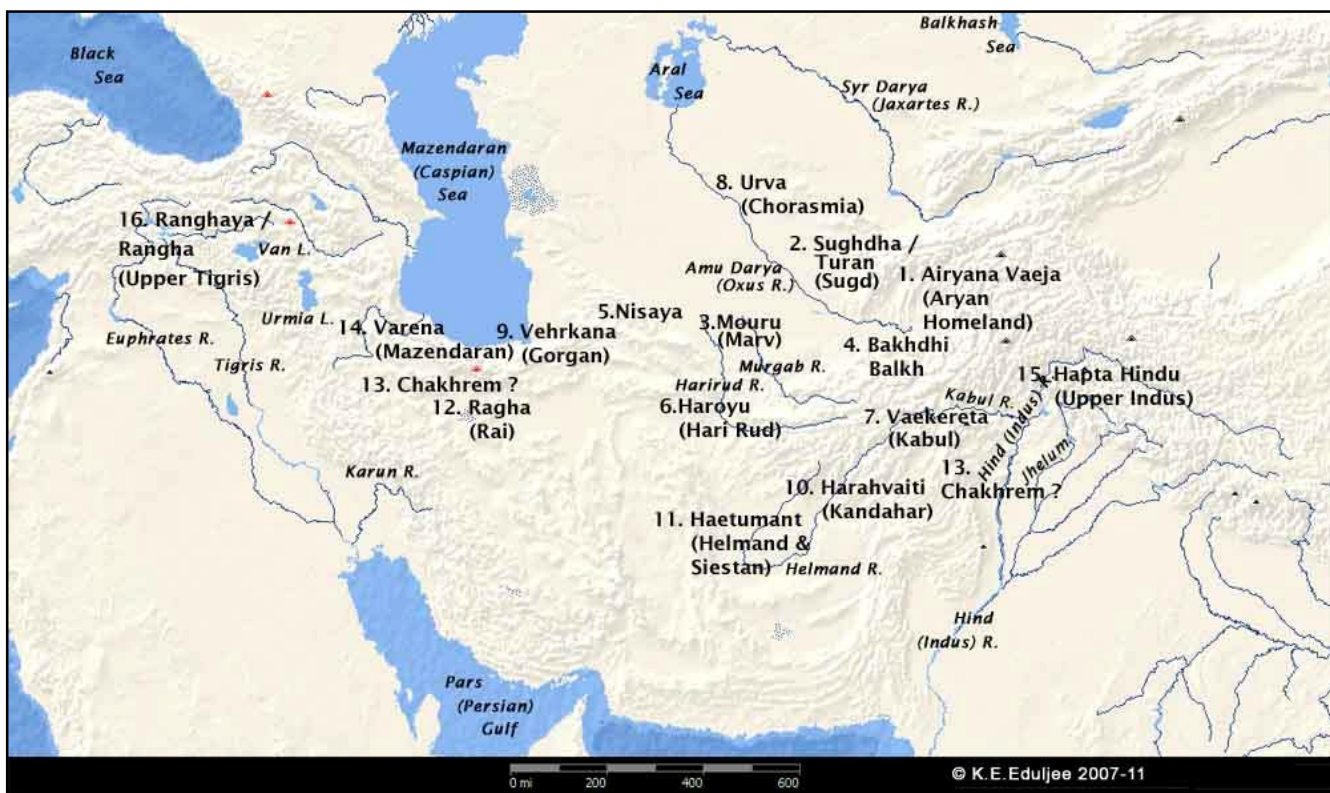 Black
Sea
Balkhash
Sea
Aral
Sea
Syr Darya
(Jaxartes R.)
Mazendaran
(Caspian)
Sea
8. Urva
(Chorasmia)
16. Ranghaya /
Rangha
(Upper Tigris)
Van L.
2. Sughdha /
Turan
(Sugd)
1. Airyana Vaeja
(Aryan
Homeland)
Amu Darya
(Oxus R.)
Urmia L.
Euphrates R.
Tigris R.
14. Varena
(Mazendaran)
9. Vehrkana
(Gorgan)
5.Nisaya
3.Mouru
(Marv)
Murgab R.
4. Bakhdhi
Balkh
13. Chakhrem ?
12. Ragha
(Rai)
Harirud R.
6.Haroyu
(Hari Rud)
Kabul R.
7. Vaekereta
(Kabul)
15. Hapta Hindu
(Upper Indus)
Hind (Indus) R.
Jhelum
13.
Chakhrem ?
Karun R.
10. Harahvaiti
(Kandahar)
11. Haetumant
(Helmand &
Siestan)
Helmand R.
Hind
(Indus) R.
Pars
(Persian)
Gulf
0 mi 200 400 600
© K.E.Eduljee 2007-11